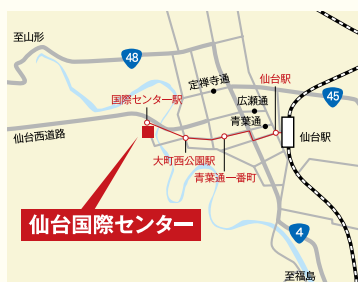 至山形
48
定禅寺通
仙台駅
45
国際センター駅
広瀬通
青葉通
仙台西道路
仙台駅
大町西公園駅
青葉通一番町
仙台国際センター
4
至福島